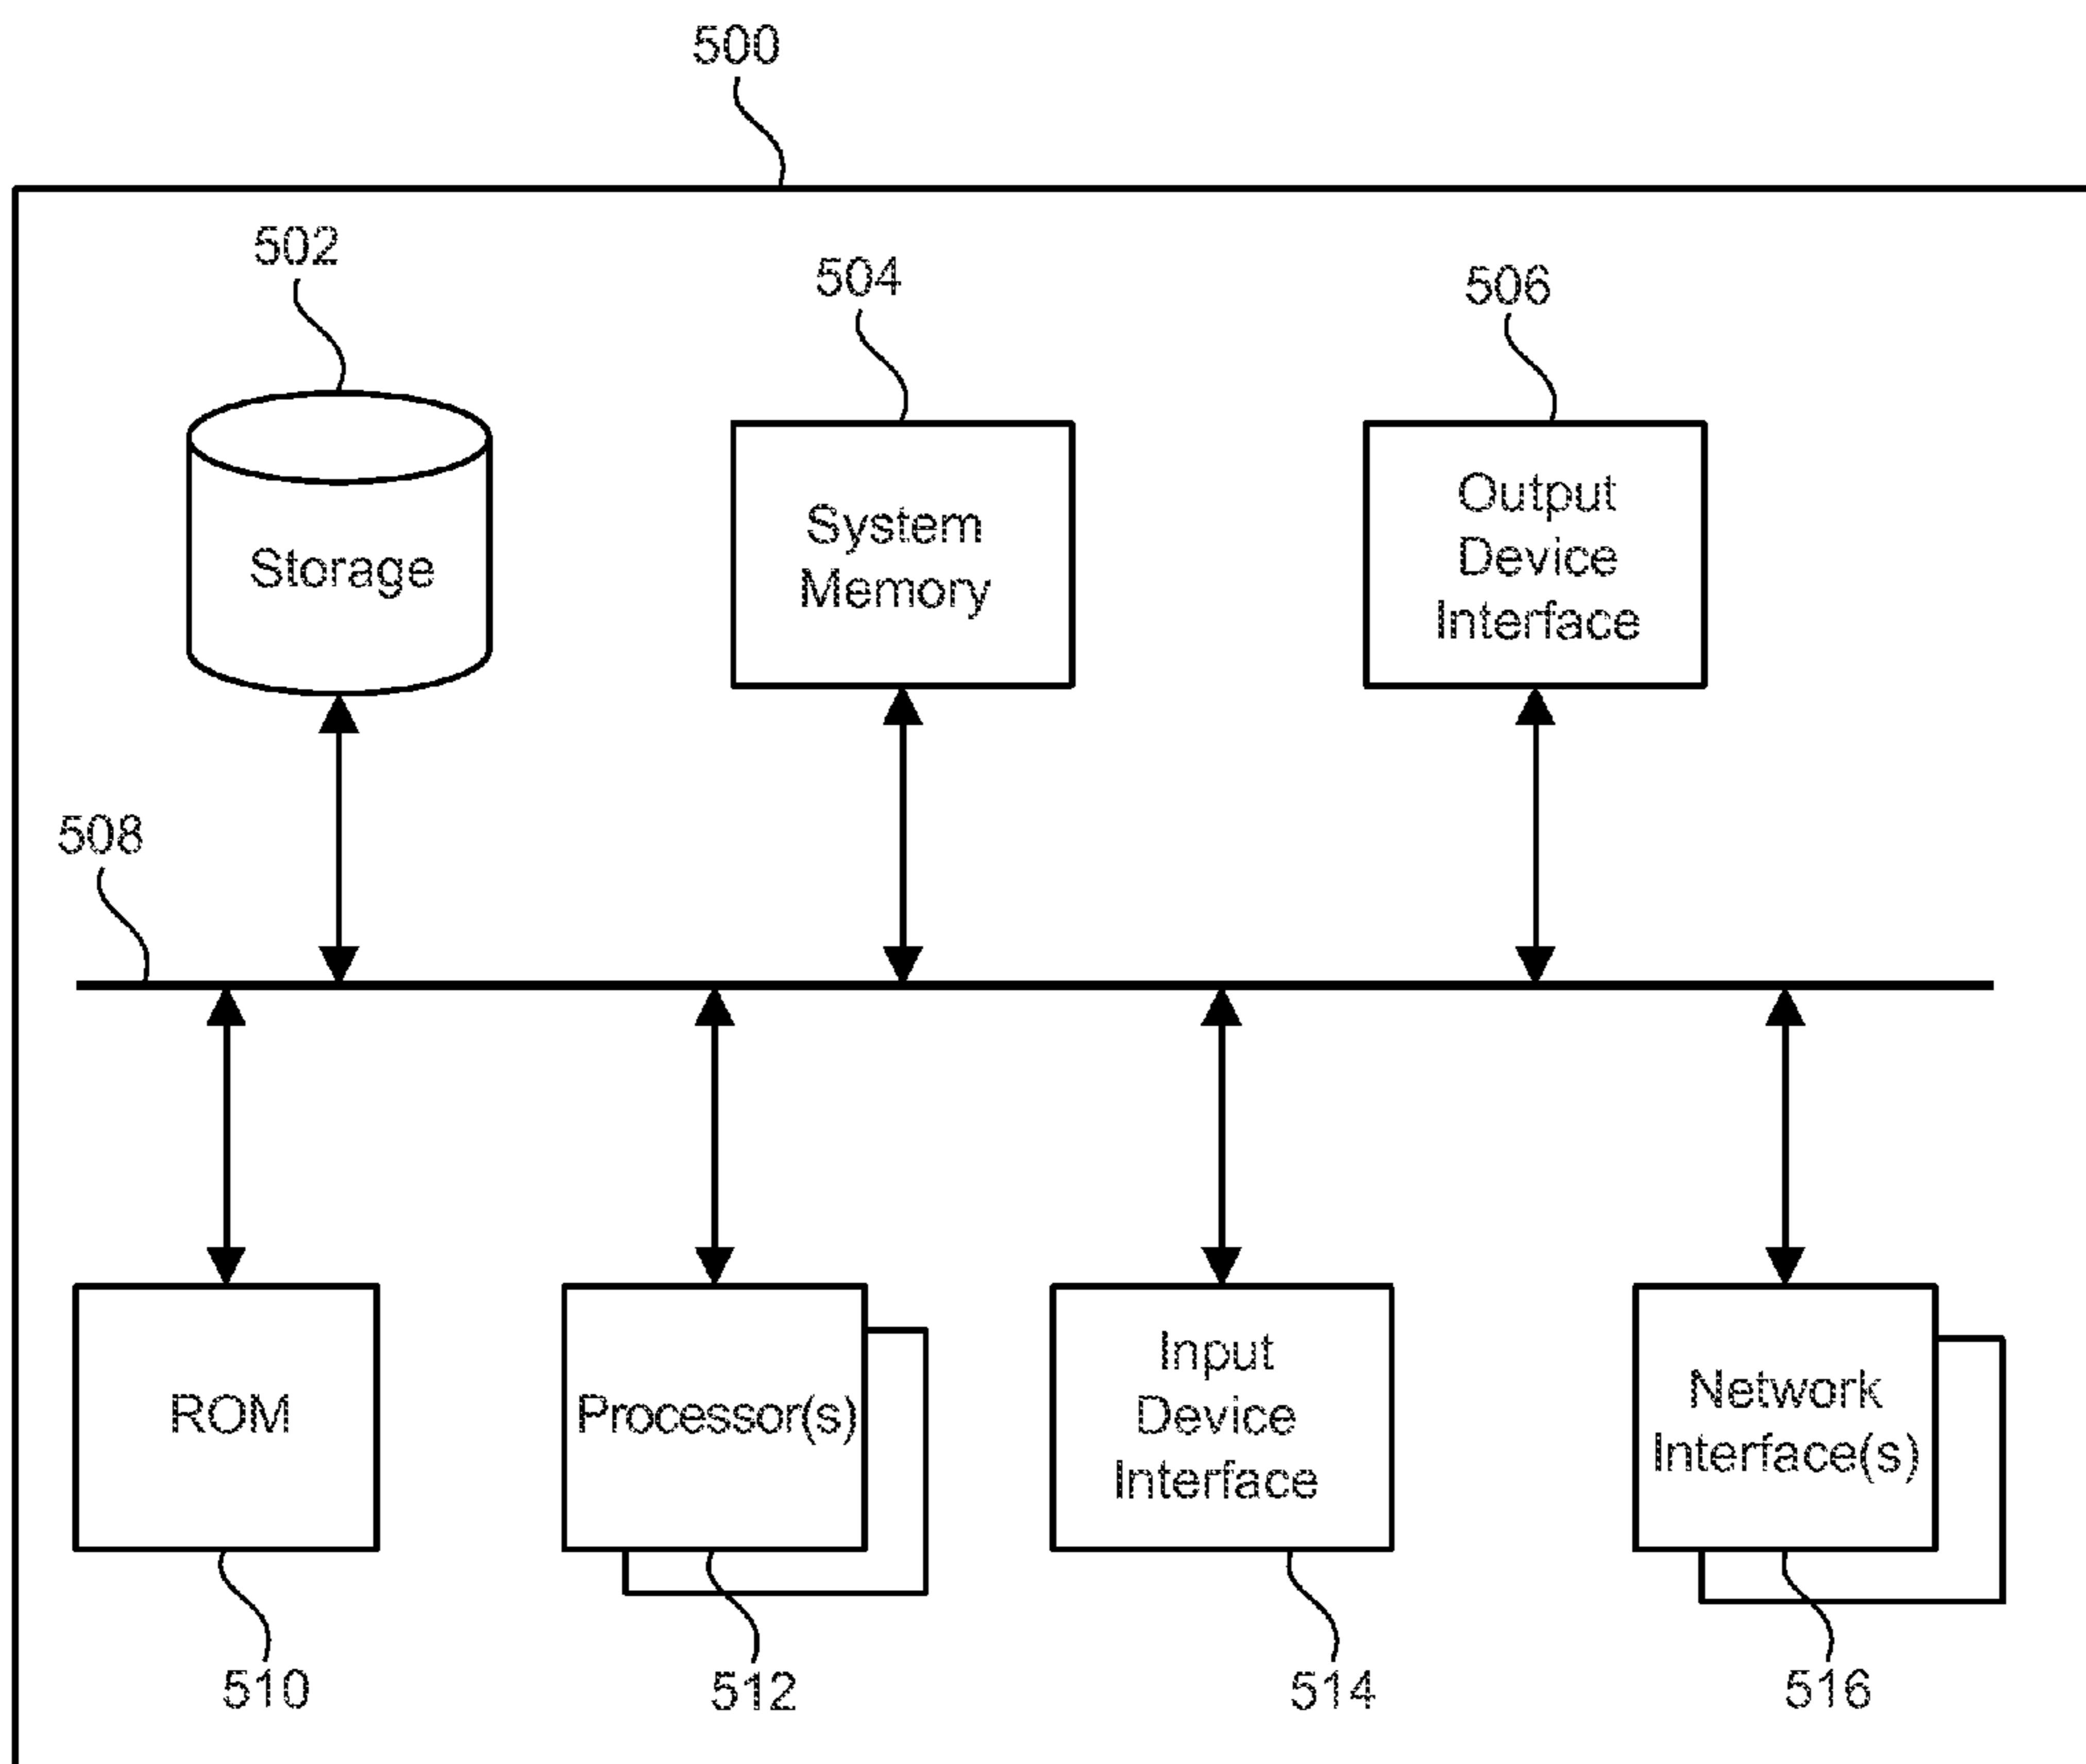 500
502
504
506
Storage
System
Memory
Output
Device
Interface
508
ROM
Processor(s)
Input
Device
Interface
Network
Interface(s)
510
512
514
516